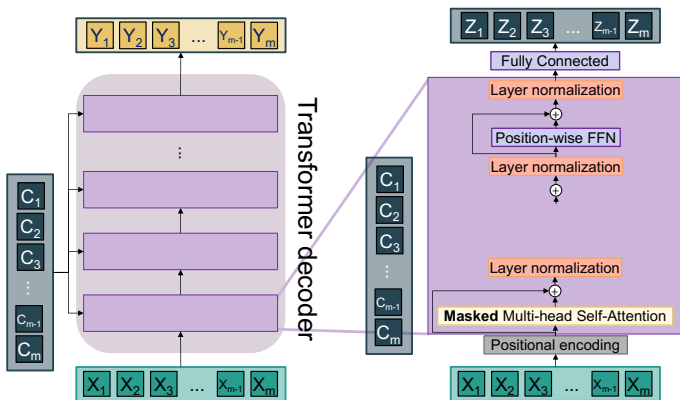 Y1 Y2 Y3 ... Ym-1 Ym
Transformer decoder
⋮
C1
C2
C3
⋮
Cm-1
Cm
X1 X2 X3 ... Xm-1 Xm
Z1 Z2 Z3 ... Zm-1 Zm
Fully Connected
Layer normalization
Position-wise FFN
Layer normalization
C1
C2
C3
⋮
Cm-1
Cm
Layer normalization
Masked Multi-head Self-Attention
Positional encoding
X1 X2 X3 ... Xm-1 Xm